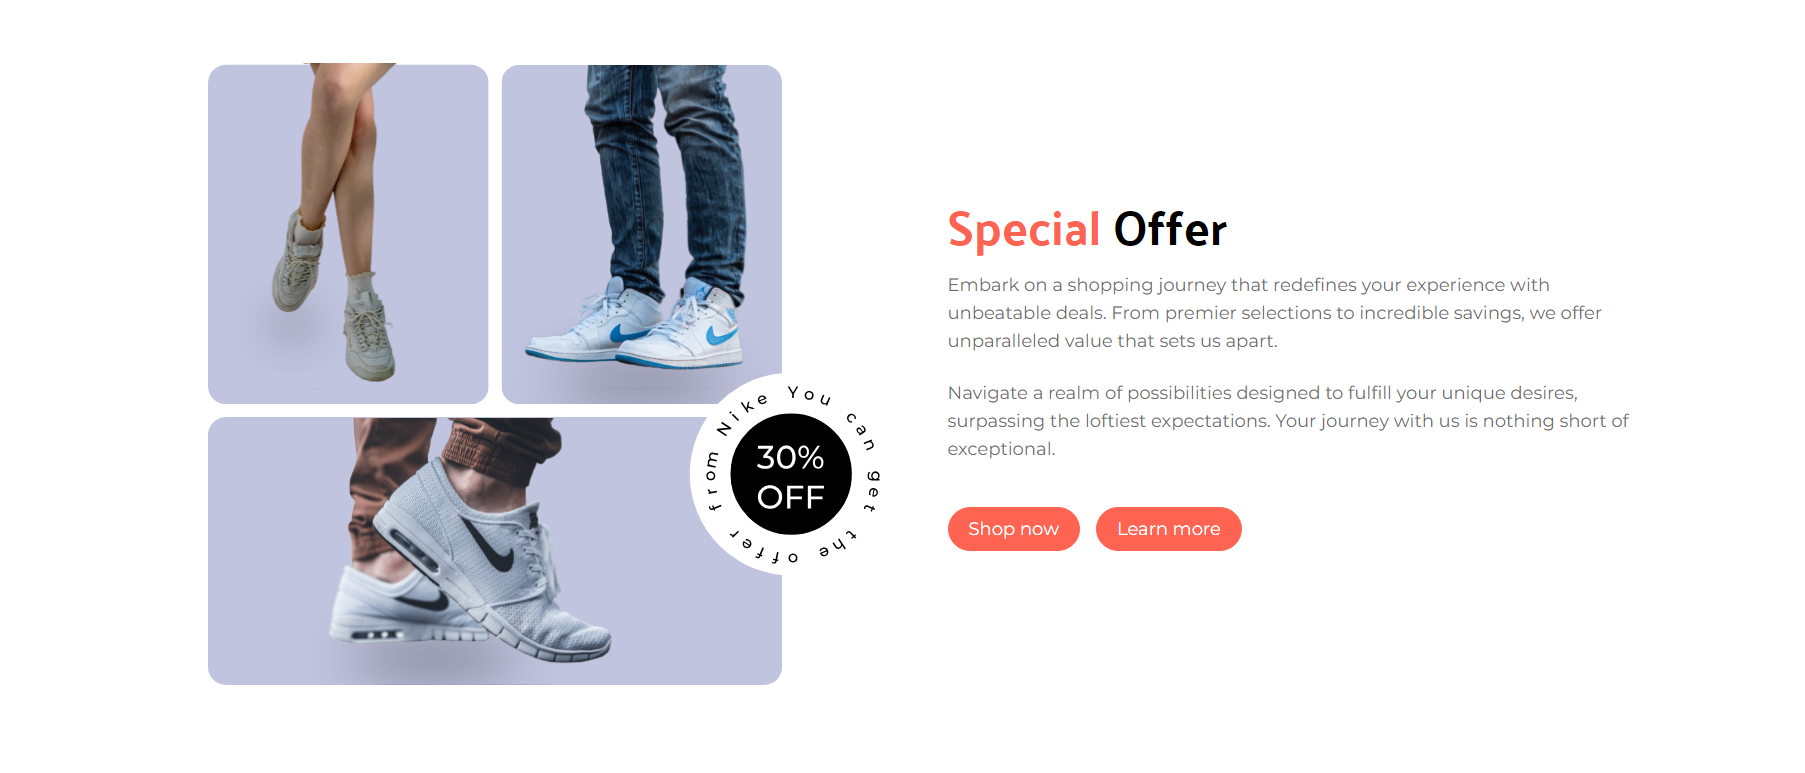 Special Offer
Embark on a shopping journey that redefines your experience with
unbeatable deals. From premier selections to incredible savings, we offer
unparalleled value that sets us apart.
Navigate a realm of possibilities designed to fulfill your unique desires,
surpassing the loftiest expectations. Your journey with us is nothing short of
exceptional.
Shop now
Learn more
You can get the offer from Nike
30%
OFF